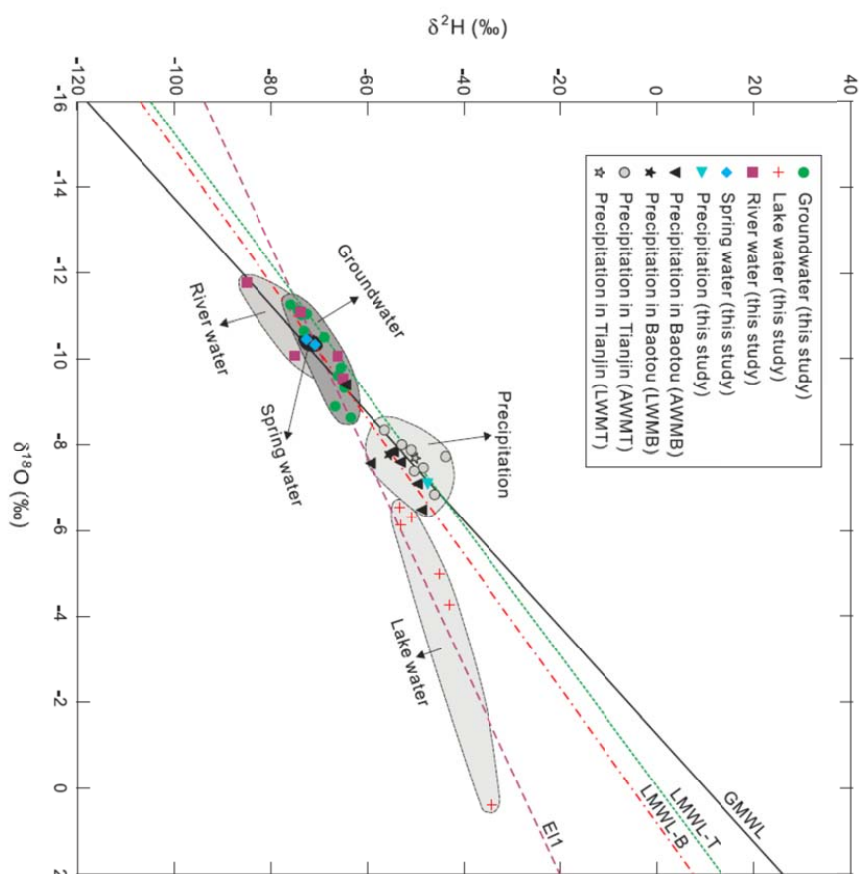 δ²H (‰)
40
20
0
-20
-40
-60
-80
-100
-120
Groundwater (this study)
Lake water (this study)
River water (this study)
Spring water (this study)
Precipitation (this study)
Precipitation in Baotou (AWMB)
Precipitation in Baotou (LWMB)
Precipitation in Tianjin (AWMT)
Precipitation in Tianjin (LWMT)
GMWL
LMWL-T
LMWL-B
El1
Precipitation
Groundwater
Lake water
Spring water
River water
-16
-14
-12
-10
-8
-6
-4
-2
0
2
δ¹⁸O (‰)